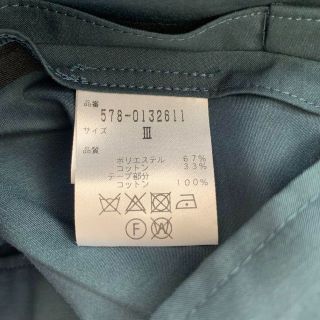 品番
578-0132611
サイズ
III
品質
ポリエステル 67%
コットン 33%
テープ部分
コットン 100%
F W